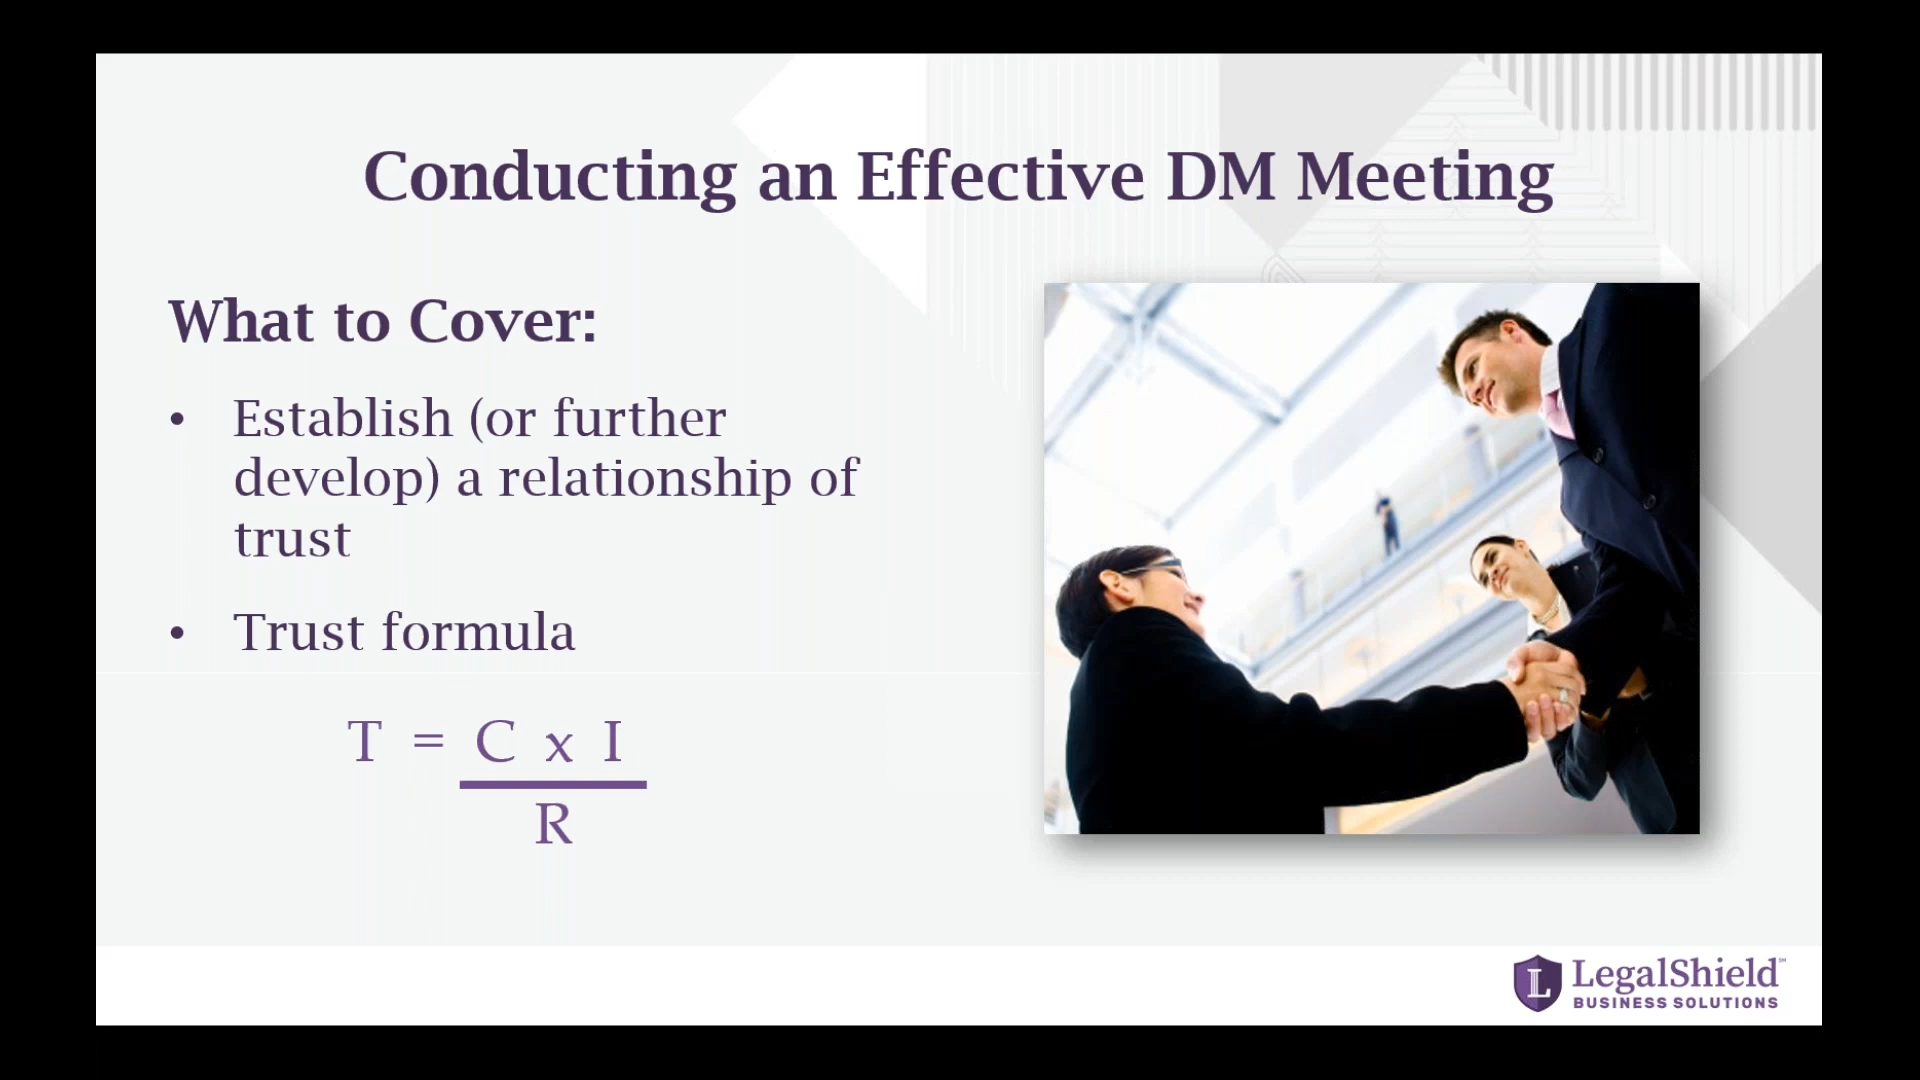 Conducting an Effective DM Meeting
What to Cover:
• Establish (or further
develop) a relationship of
trust
• Trust formula
T = C x I
R
L LegalShield℠
BUSINESS SOLUTIONS